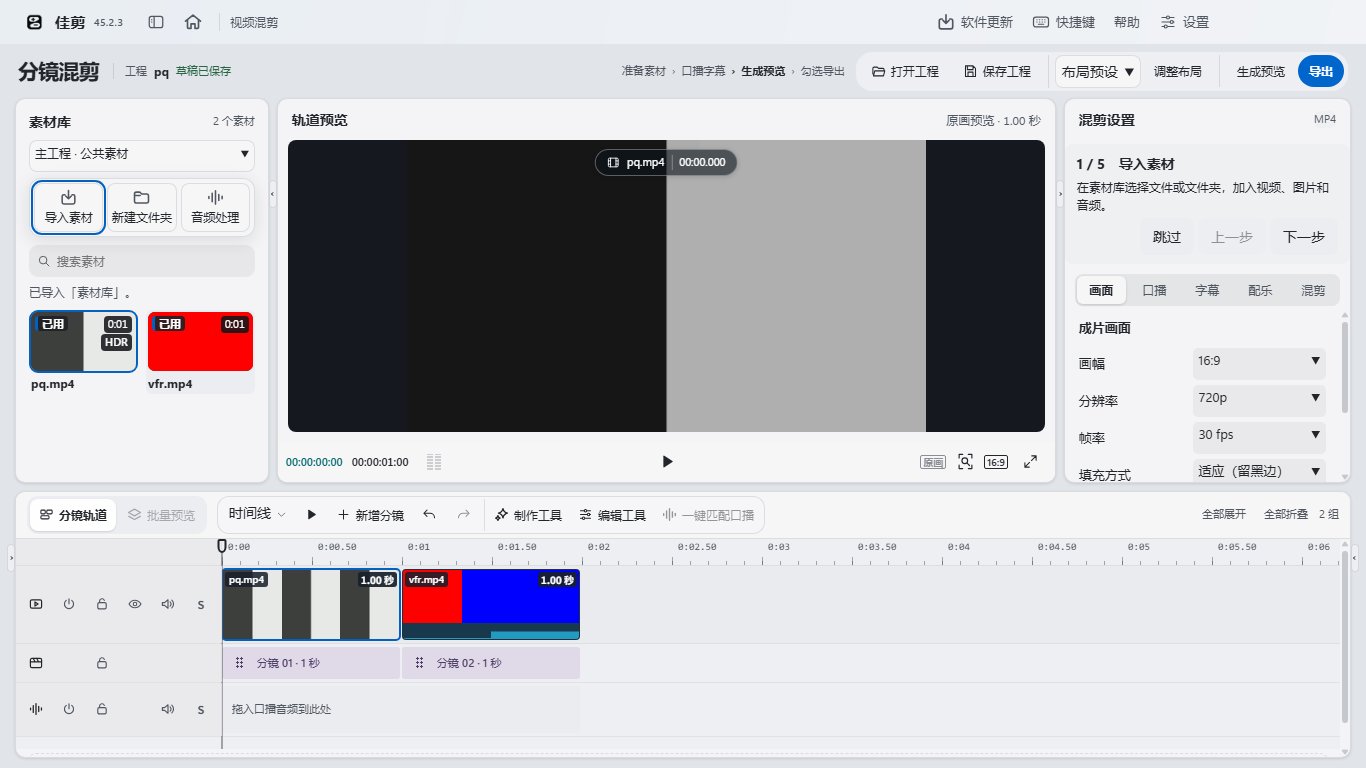 佳剪 45.2.3 视频混剪 软件更新 快捷键 帮助 设置
分镜混剪 工程 pq 草稿已保存 准备素材 › 口播字幕 › 生成预览 › 勾选导出 打开工程 保存工程 布局预设 ▼ 调整布局 生成预览 导出
素材库 2 个素材
主工程 · 公共素材 ▼
导入素材 新建文件夹 音频处理
搜索素材
已导入「素材库」。
已用 0:01 HDR
已用 0:01
pq.mp4 vfr.mp4
轨道预览 原画预览 · 1.00 秒
pq.mp4 00:00.000
00:00:00:00 00:00:01:00 原画 16:9
混剪设置 MP4
1 / 5 导入素材
在素材库选择文件或文件夹，加入视频、图片和
音频。
跳过 上一步 下一步
画面 口播 字幕 配乐 混剪
成片画面
画幅 16:9 ▼
分辨率 720p ▼
帧率 30 fps ▼
填充方式 适应（留黑边） ▼
分镜轨道 批量预览 时间线 新增分镜 制作工具 编辑工具 一键匹配口播 全部展开 全部折叠 2 组
0:00 0:00.50 0:01 0:01.50 0:02 0:02.50 0:03 0:03.50 0:04 0:04.50 0:05 0:05.50 0:06
pq.mp4 1.00 秒 vfr.mp4 1.00 秒
S
分镜 01 · 1 秒 分镜 02 · 1 秒
S 拖入口播音频到此处